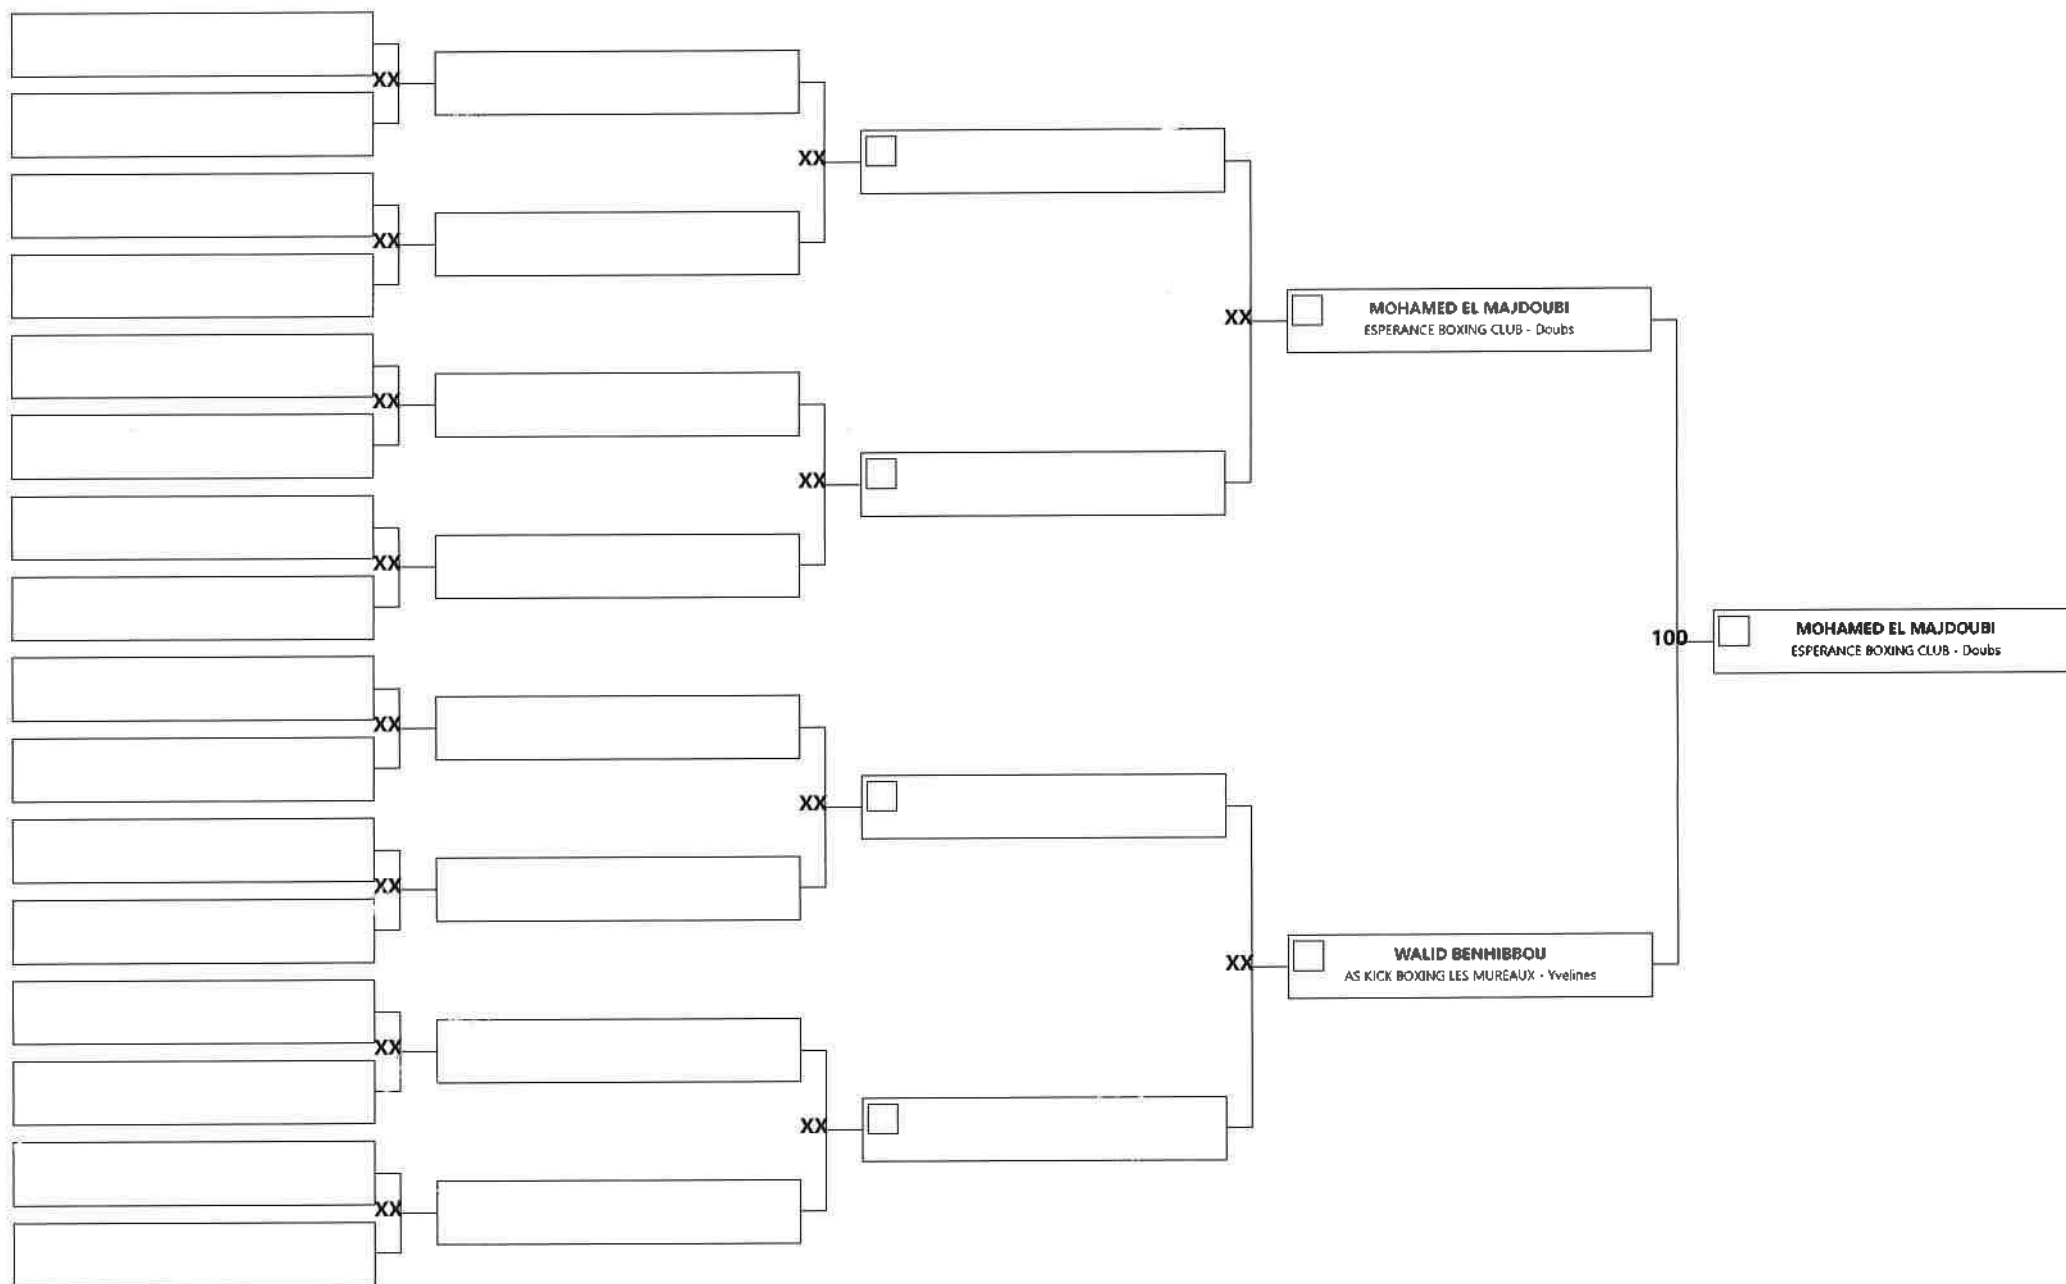 XX
XX
XX
XX
XX
XX
XX
MOHAMED EL MAJDOUBI
ESPERANCE BOXING CLUB - Doubs
XX
XX
100
MOHAMED EL MAJDOUBI
ESPERANCE BOXING CLUB - Doubs
XX
XX
XX
WALID BENHIBBOU
AS KICK BOXING LES MUREAUX - Yvelines
XX
XX
XX